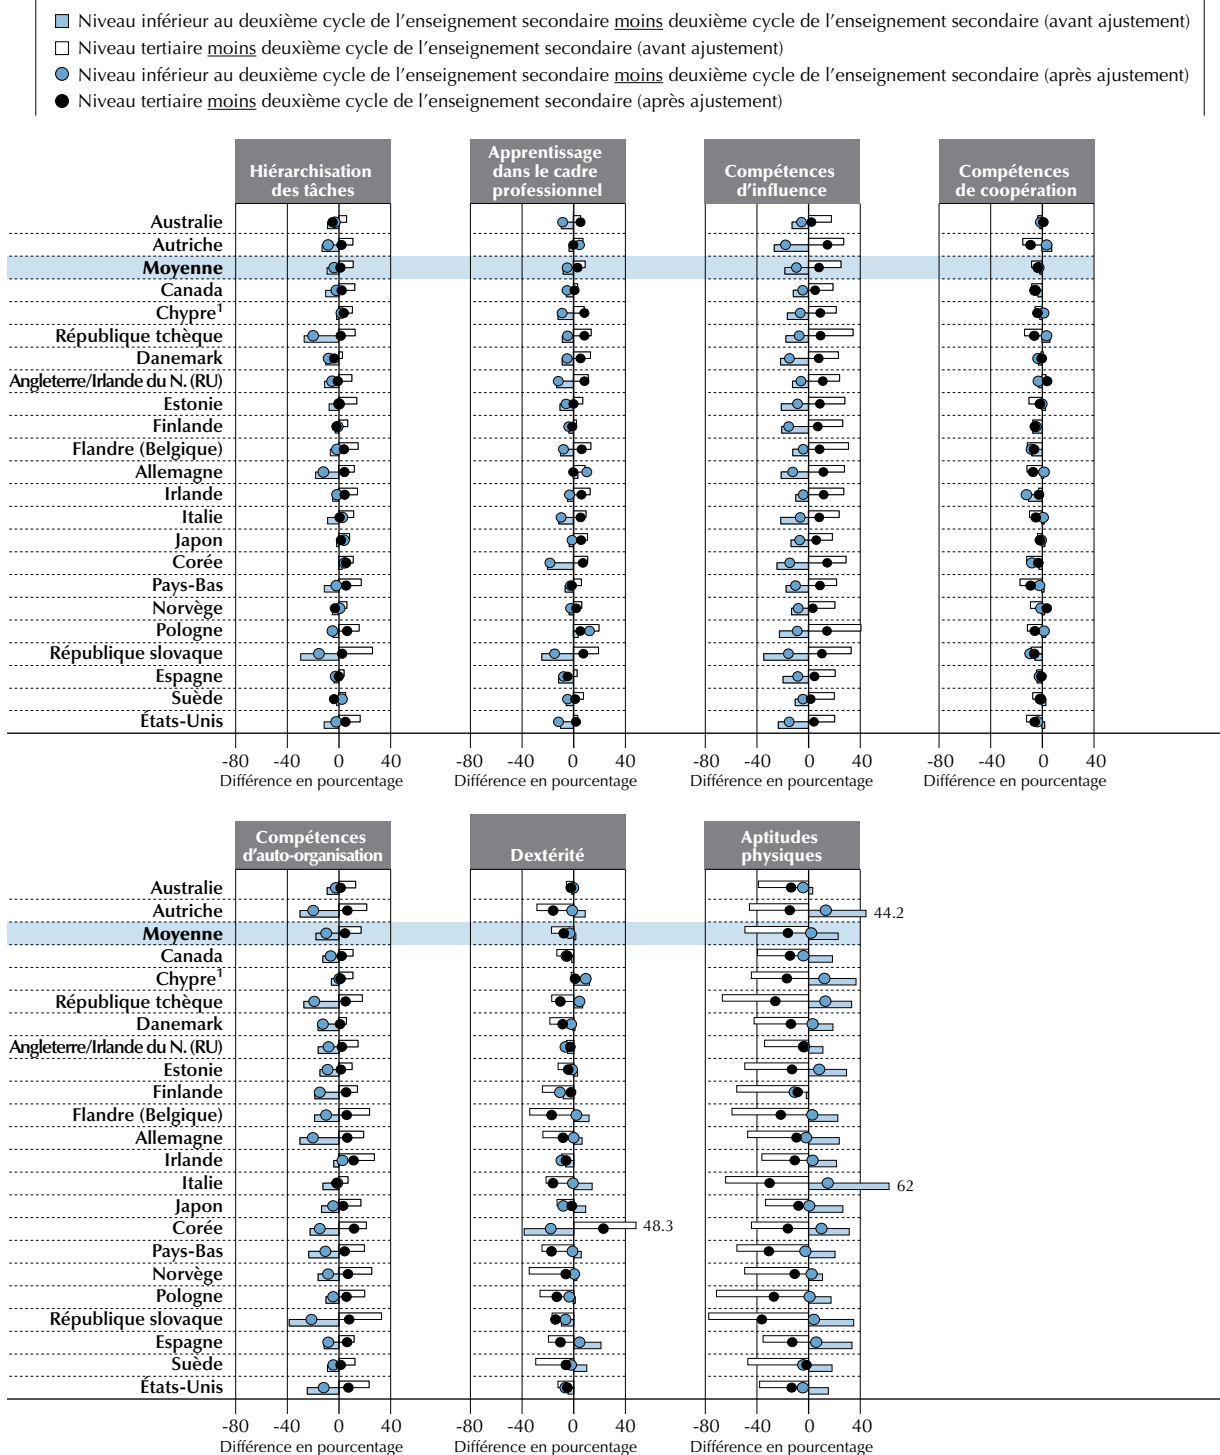 Niveau inférieur au deuxième cycle de l'enseignement secondaire moins deuxième cycle de l'enseignement secondaire (avant ajustement)
Niveau tertiaire moins deuxième cycle de l'enseignement secondaire (avant ajustement)
Niveau inférieur au deuxième cycle de l'enseignement secondaire moins deuxième cycle de l'enseignement secondaire (après ajustement)
Niveau tertiaire moins deuxième cycle de l'enseignement secondaire (après ajustement)
Hiérarchisation des tâches
Apprentissage dans le cadre professionnel
Compétences d'influence
Compétences de coopération
Australie
Autriche
Moyenne
Canada
Chypre1
République tchèque
Danemark
Angleterre/Irlande du N. (RU)
Estonie
Finlande
Flandre (Belgique)
Allemagne
Irlande
Italie
Japon
Corée
Pays-Bas
Norvège
Pologne
République slovaque
Espagne
Suède
États-Unis
-80 -40 0 40 -80 -40 0 40 -80 -40 0 40 -80 -40 0 40
Différence en pourcentage Différence en pourcentage Différence en pourcentage Différence en pourcentage
Compétences d'auto-organisation
Dextérité
Aptitudes physiques
Australie
Autriche 44.2
Moyenne
Canada
Chypre1
République tchèque
Danemark
Angleterre/Irlande du N. (RU)
Estonie
Finlande
Flandre (Belgique)
Allemagne
Irlande
Italie 62
Japon
Corée 48.3
Pays-Bas
Norvège
Pologne
République slovaque
Espagne
Suède
États-Unis
-80 -40 0 40 -80 -40 0 40 -80 -40 0 40
Différence en pourcentage Différence en pourcentage Différence en pourcentage